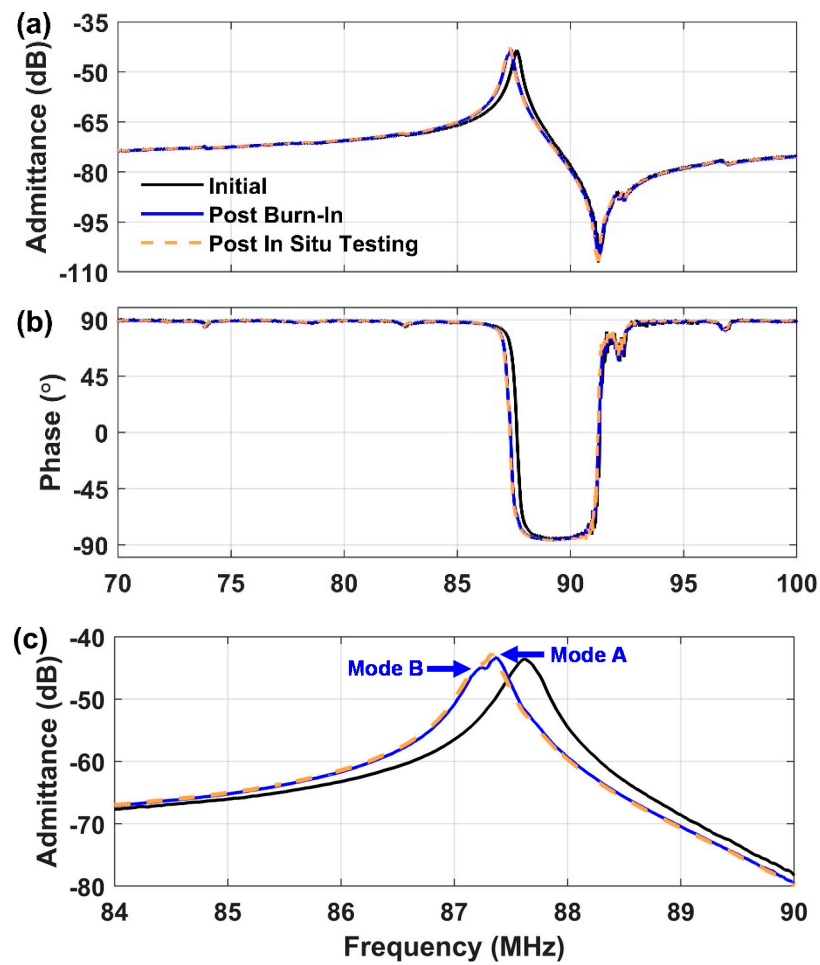 (a)
Admittance (dB)
-35
-50
-65
-80
-95
-110
Initial
Post Burn-In
Post In Situ Testing
(b)
Phase (°)
90
45
0
-45
-90
70 75 80 85 90 95 100
(c)
Admittance (dB)
-40
-50
-60
-70
-80
Mode B
Mode A
84 85 86 87 88 89 90
Frequency (MHz)